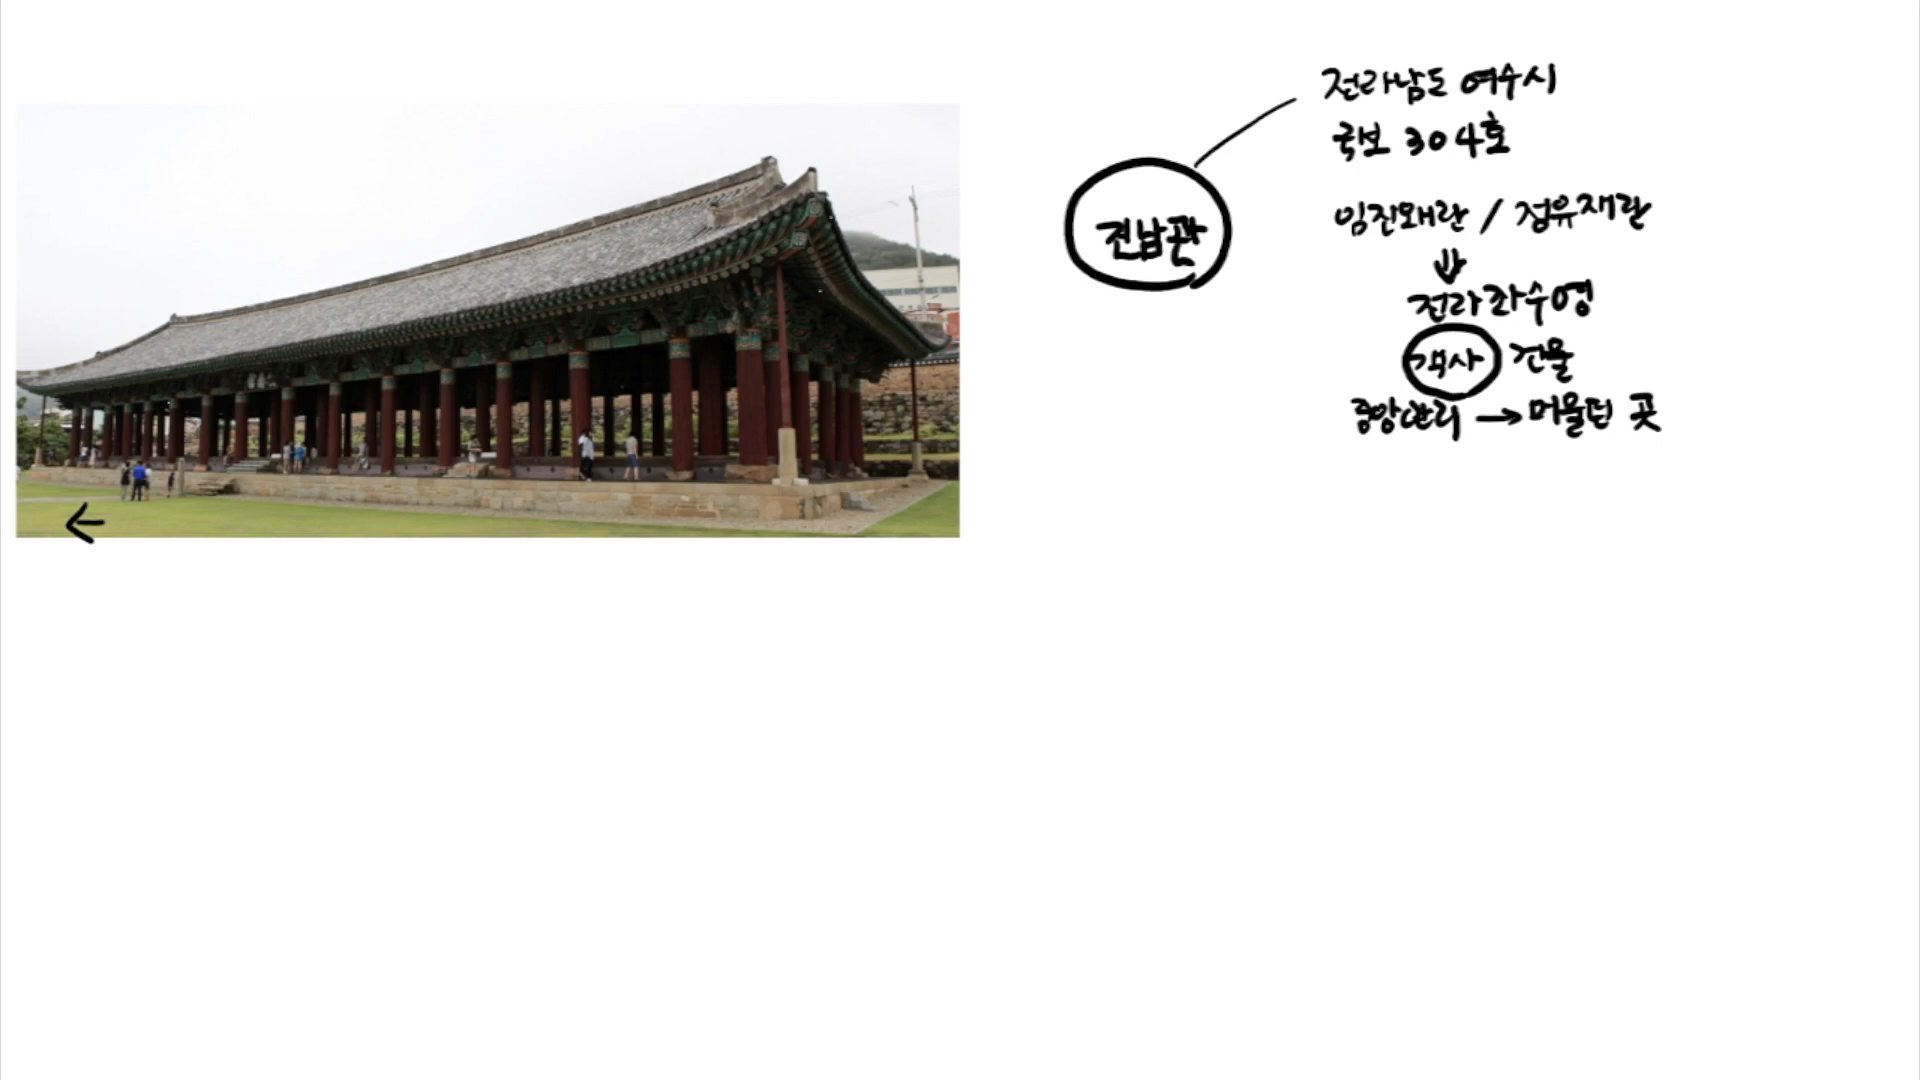 진남관
전라남도 여수시
국보 304호
임진왜란 / 정유재란
전라좌수영
객사 건물
중앙관리 → 머물던 곳